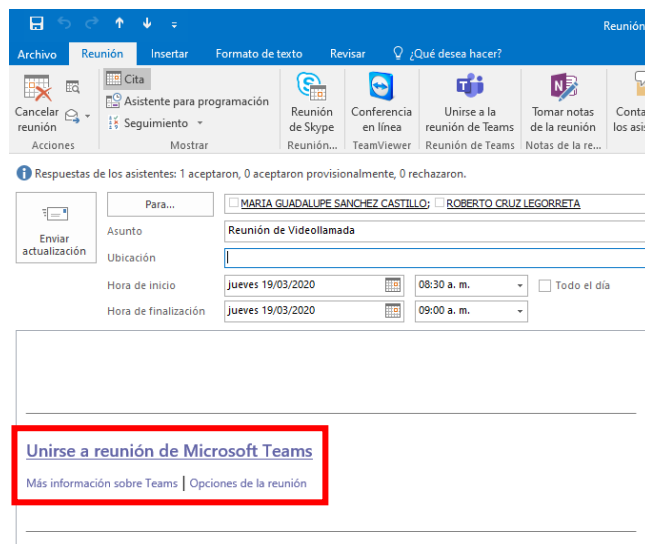 Reunión
Archivo Reunión Insertar Formato de texto Revisar ¿Qué desea hacer?
Cancelar reunión
Cita
Asistente para programación
Seguimiento
Reunión de Skype
Conferencia en línea
Unirse a la reunión de Teams
Tomar notas de la reunión
Acciones Mostrar Reunión... TeamViewer Reunión de Teams Notas de la re...
Respuestas de los asistentes: 1 aceptaron, 0 aceptaron provisionalmente, 0 rechazaron.
Enviar actualización
Para... MARIA GUADALUPE SANCHEZ CASTILLO; ROBERTO CRUZ LEGORRETA
Asunto Reunión de Videollamada
Ubicación
Hora de inicio jueves 19/03/2020 08:30 a. m. Todo el día
Hora de finalización jueves 19/03/2020 09:00 a. m.
Unirse a reunión de Microsoft Teams
Más información sobre Teams | Opciones de la reunión